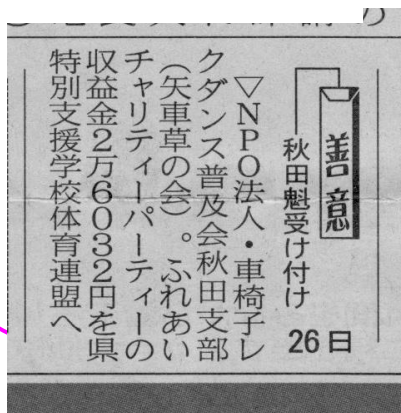 善意
秋田魁受け付け
26日
▽NPO法人・車椅子レ
クダンス普及会秋田支部
（矢車草の会）。ふれあい
チャリティーパーティーの
収益金2万6032円を県
特別支援学校体育連盟へ